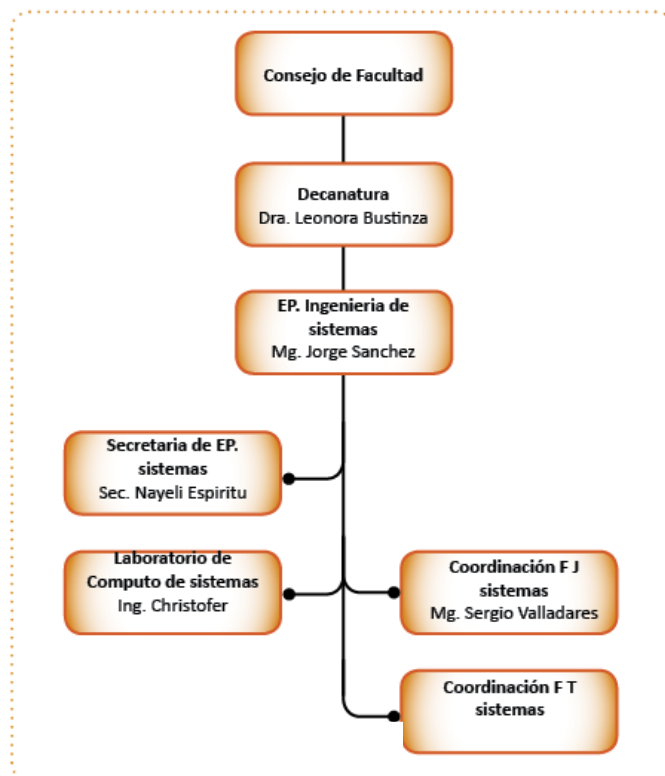 Consejo de Facultad
Decanatura
Dra. Leonora Bustinza
EP. Ingenieria de
sistemas
Mg. Jorge Sanchez
Secretaria de EP.
sistemas
Sec. Nayeli Espiritu
Laboratorio de
Computo de sistemas
Ing. Christofer
Coordinación F J
sistemas
Mg. Sergio Valladares
Coordinación F T
sistemas